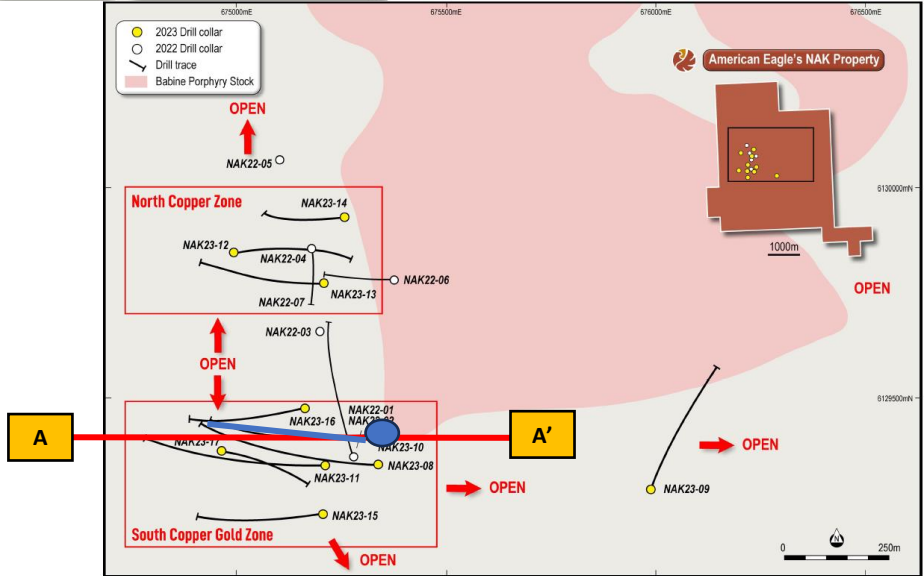 675000mE
675500mE
676000mE
676500mE
2023 Drill collar
2022 Drill collar
Drill trace
Babine Porphyry Stock
American Eagle's NAK Property
1000m
OPEN
NAK22-05
6130000mN
North Copper Zone
NAK23-14
NAK23-12
NAK22-04
NAK22-06
NAK23-13
NAK22-07
OPEN
NAK22-03
OPEN
6129500mN
NAK22-01
NAK23-16
A
A'
NAK23-17
NAK23-10
NAK23-08
OPEN
NAK23-11
OPEN
NAK23-09
NAK23-15
South Copper Gold Zone
OPEN
N
0
250m